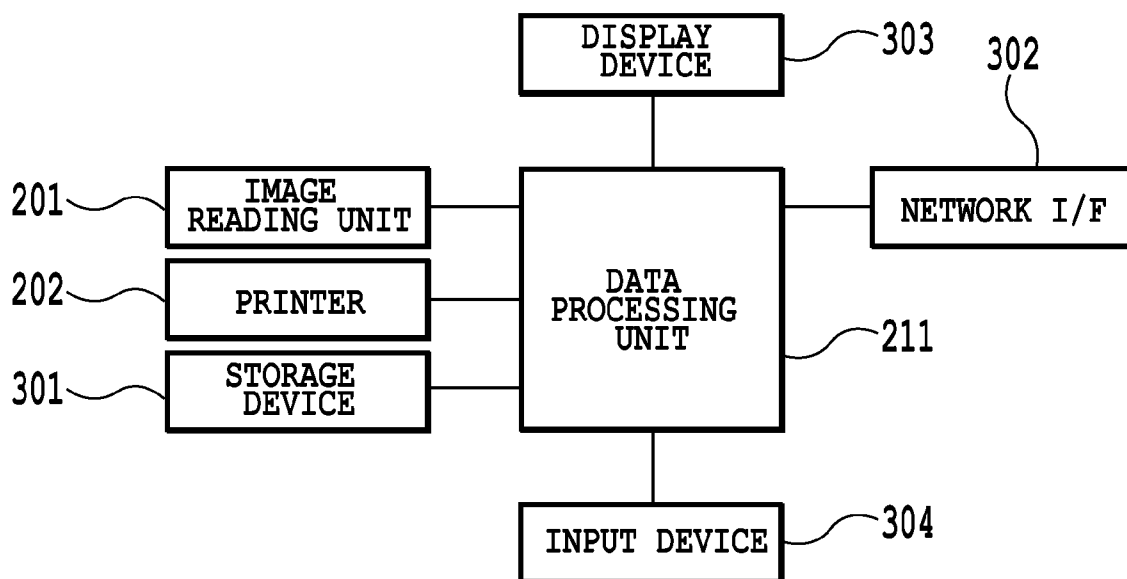 DISPLAY
DEVICE
303
302
201
IMAGE
READING UNIT
NETWORK I/F
202
PRINTER
DATA
PROCESSING
UNIT
211
301
STORAGE
DEVICE
INPUT DEVICE
304